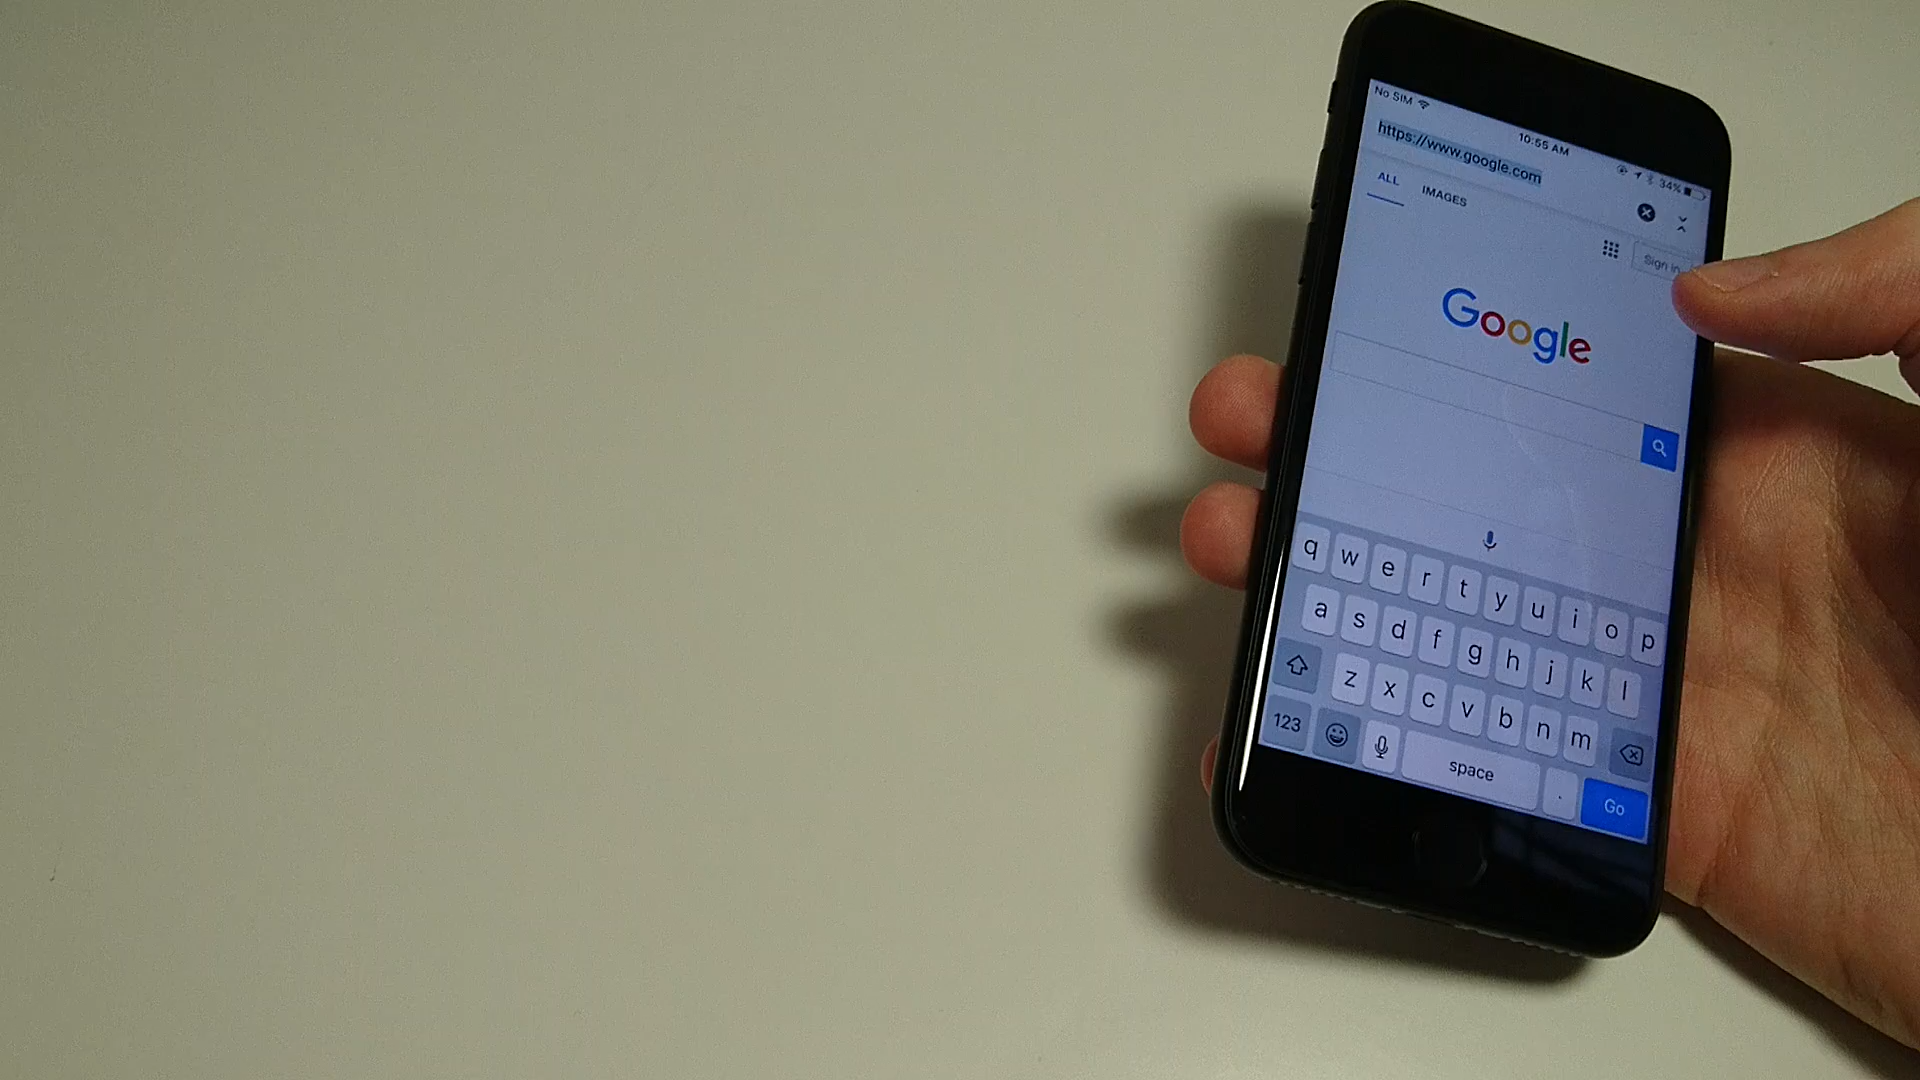 No SIM 10:55 AM 34%
https://www.google.com
ALL IMAGES
Sign in
Google
q w e r t y u i o p
a s d f g h j k l
z x c v b n m
123 space . Go